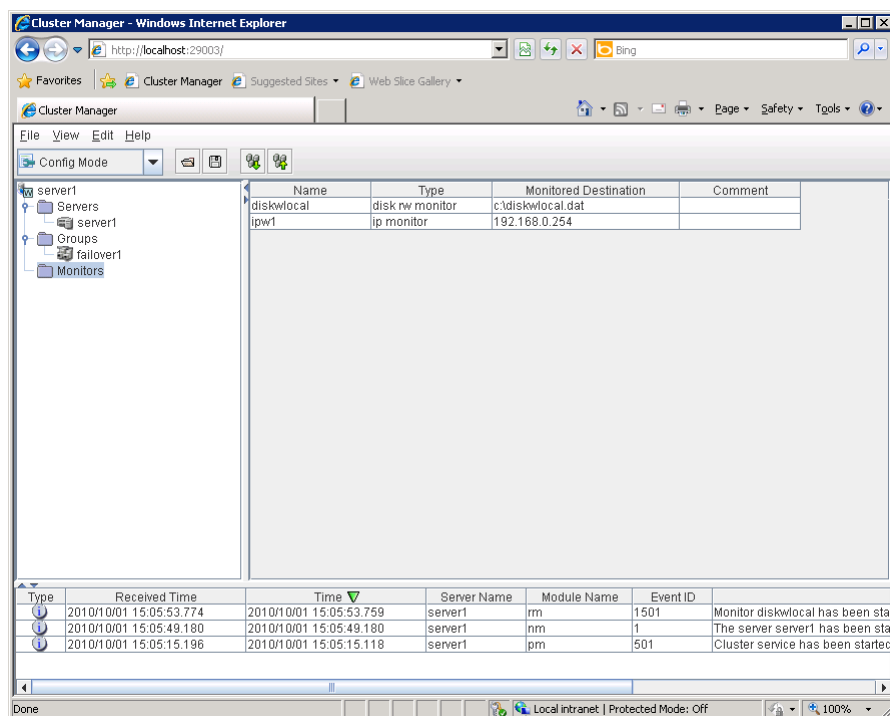 Cluster Manager - Windows Internet Explorer
http://localhost:29003/
Bing
Favorites Cluster Manager Suggested Sites Web Slice Gallery
Cluster Manager Page Safety Tools
File View Edit Help
Config Mode
server1
Servers
server1
Groups
failover1
Monitors
Name Type Monitored Destination Comment
diskwlocal disk rw monitor c:\diskwlocal.dat
ipw1 ip monitor 192.168.0.254
Type Received Time Time Server Name Module Name Event ID
2010/10/01 15:05:53.774 2010/10/01 15:05:53.759 server1 rm 1501 Monitor diskwlocal has been sta
2010/10/01 15:05:49.180 2010/10/01 15:05:49.180 server1 nm 1 The server server1 has been sta
2010/10/01 15:05:15.196 2010/10/01 15:05:15.118 server1 pm 501 Cluster service has been started
Done Local intranet | Protected Mode: Off 100%